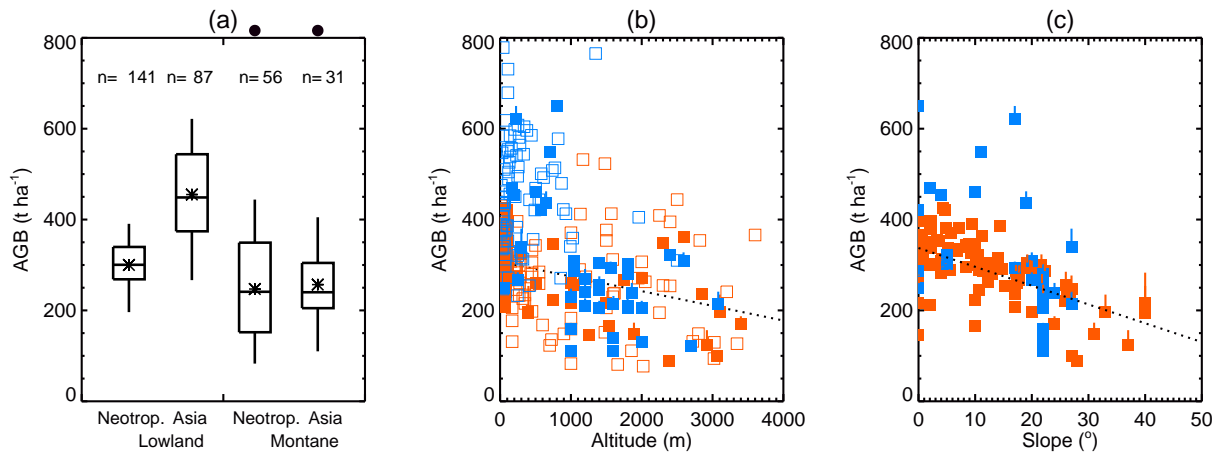 (a)
800
n= 141 n= 87 n= 56 n= 31
600
AGB (t ha-1)
400
200
0
Neotrop. Asia Neotrop. Asia
Lowland Montane
(b)
800
600
AGB (t ha-1)
400
200
0
0 1000 2000 3000 4000
Altitude (m)
(c)
800
600
AGB (t ha-1)
400
200
0
0 10 20 30 40 50
Slope (o)